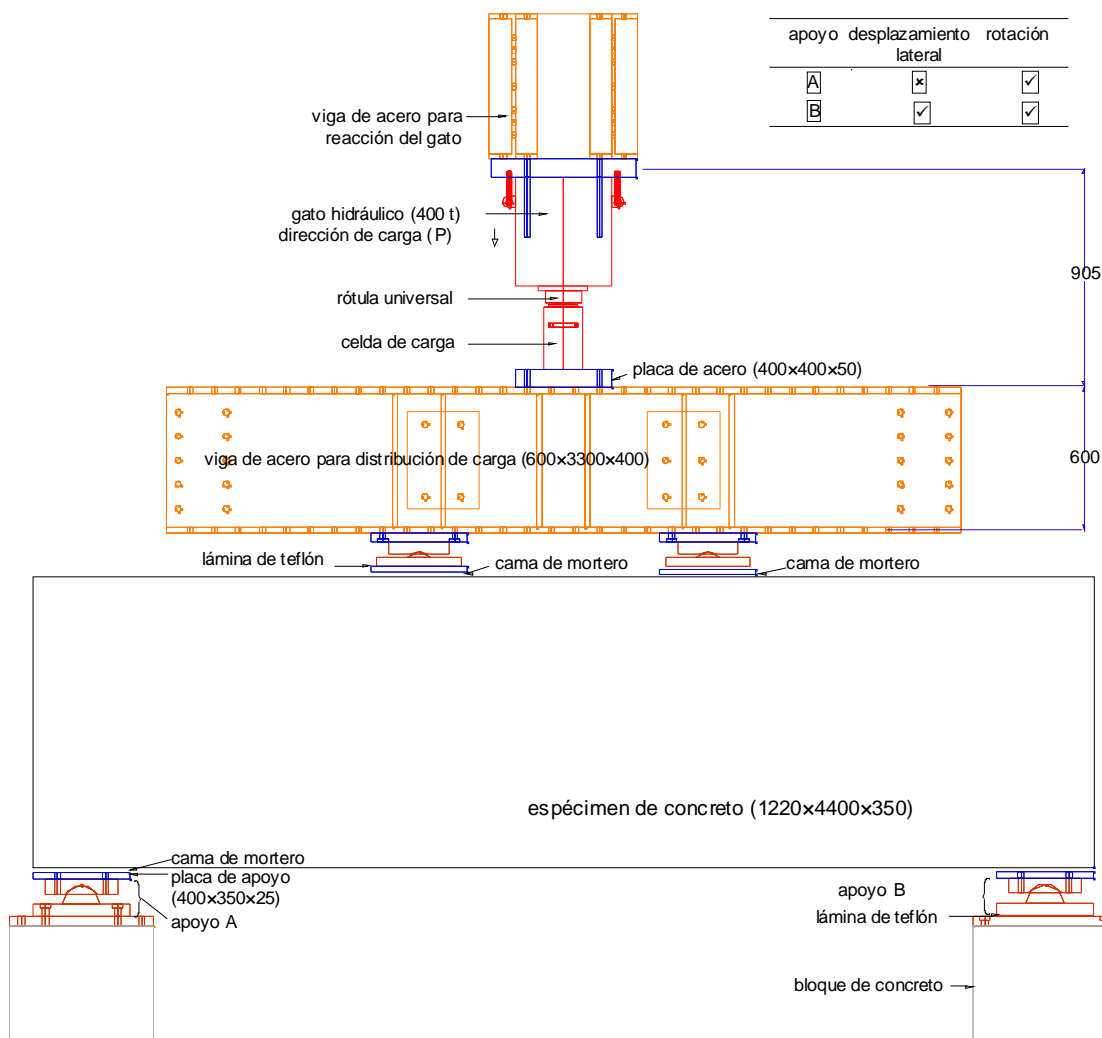 apoyo desplazamiento lateral rotación
A × ✓
B ✓ ✓
viga de acero para
reacción del gato
gato hidráulico (400 t)
dirección de carga (P)
905
rótula universal
celda de carga
placa de acero (400×400×50)
viga de acero para distribución de carga (600×3300×400)
600
lámina de teflón
cama de mortero
cama de mortero
espécimen de concreto (1220×4400×350)
cama de mortero
placa de apoyo
(400×350×25)
apoyo A
apoyo B
lámina de teflón
bloque de concreto